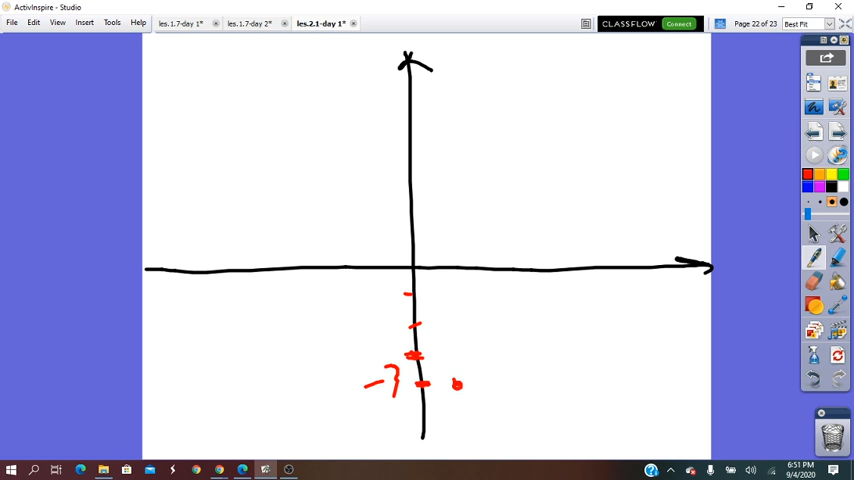 ActivInspire - Studio
File Edit View Insert Tools Help
les.1.7-day 1*
les.1.7-day 2*
les.2.1-day 1*
CLASSFLOW Connect
Page 22 of 23
Best Fit
6:51 PM
9/4/2020